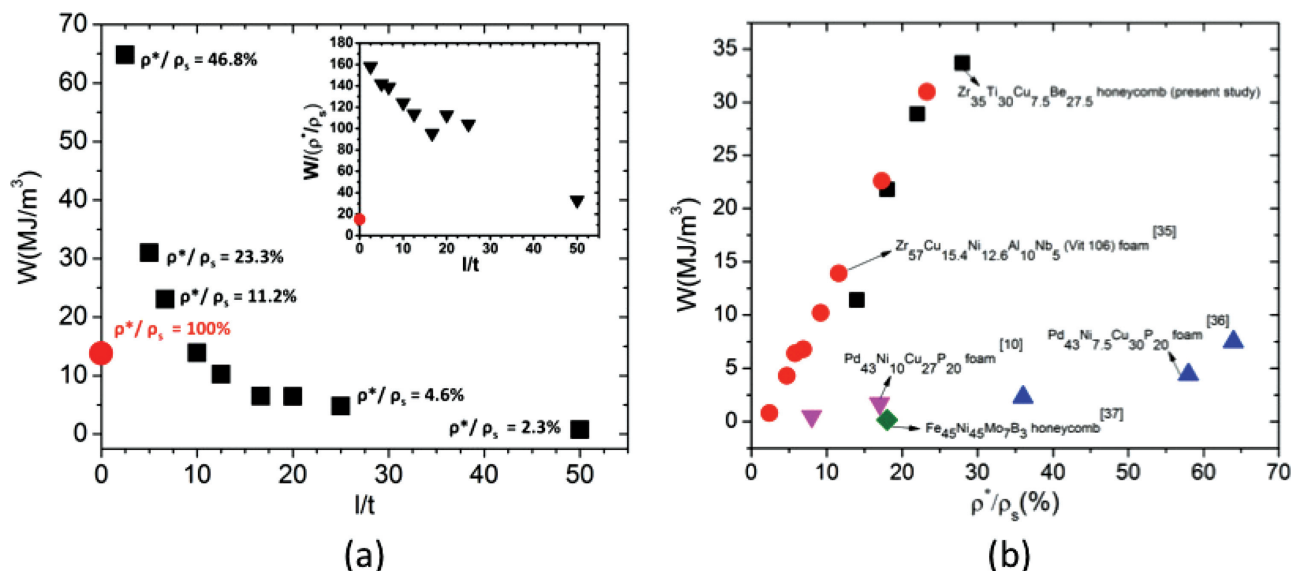 70
60
50
40
30
20
10
0
W(MJ/m³)
0 10 20 30 40 50
l/t
ρ*/ρₛ = 46.8%
ρ*/ρₛ = 23.3%
ρ*/ρₛ = 11.2%
ρ*/ρₛ = 100%
ρ*/ρₛ = 4.6%
ρ*/ρₛ = 2.3%
180
160
140
120
100
80
60
40
20
0
W/(ρ*/ρₛ)
0 10 20 30 40 50
l/t
(a)
35
30
25
20
15
10
5
0
W(MJ/m³)
Zr₃₅Ti₃₀Cu₇.₅Be₂₇.₅ honeycomb (present study)
Zr₅₇Cu₁₅.₄Ni₁₂.₆Al₁₀Nb₅ (Vit 106) foam[35]
Pd₄₃Ni₇.₅Cu₃₀P₂₀ foam[36]
Pd₄₃Ni₁₀Cu₂₇P₂₀ foam[10]
Fe₄₅Ni₄₅Mo₇B₃ honeycomb[37]
0 10 20 30 40 50 60 70
ρ*/ρₛ(%)
(b)